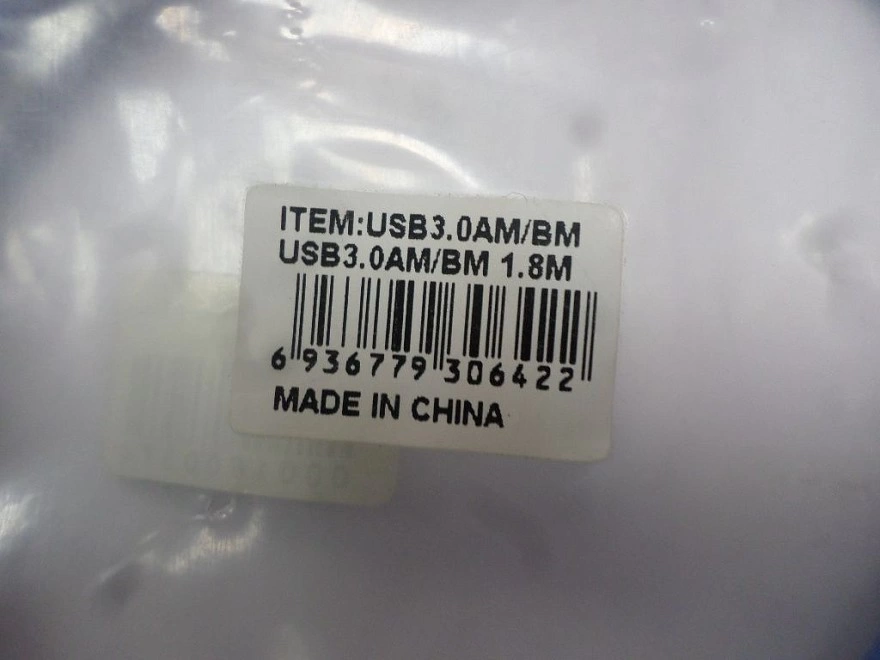 ITEM:USB3.0AM/BM
USB3.0AM/BM 1.8M
6 936779 306422
MADE IN CHINA